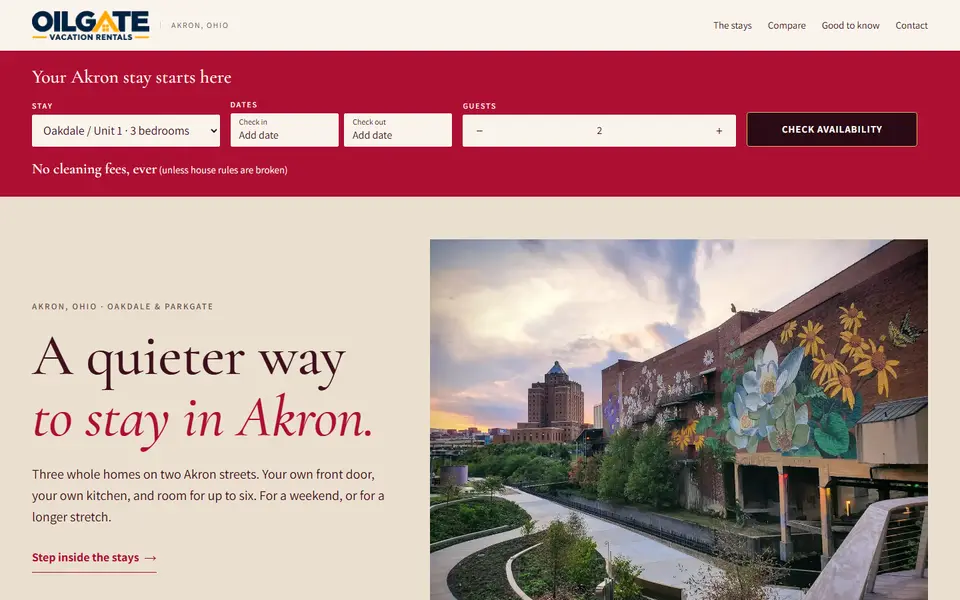 OILGATE
VACATION RENTALS
AKRON, OHIO
The stays
Compare
Good to know
Contact
Your Akron stay starts here
STAY
Oakdale / Unit 1 · 3 bedrooms
DATES
Check in
Add date
Check out
Add date
GUESTS
− 2 +
CHECK AVAILABILITY
No cleaning fees, ever (unless house rules are broken)
AKRON, OHIO · OAKDALE & PARKGATE
A quieter way
to stay in Akron.
Three whole homes on two Akron streets. Your own front door,
your own kitchen, and room for up to six. For a weekend, or for a
longer stretch.
Step inside the stays →